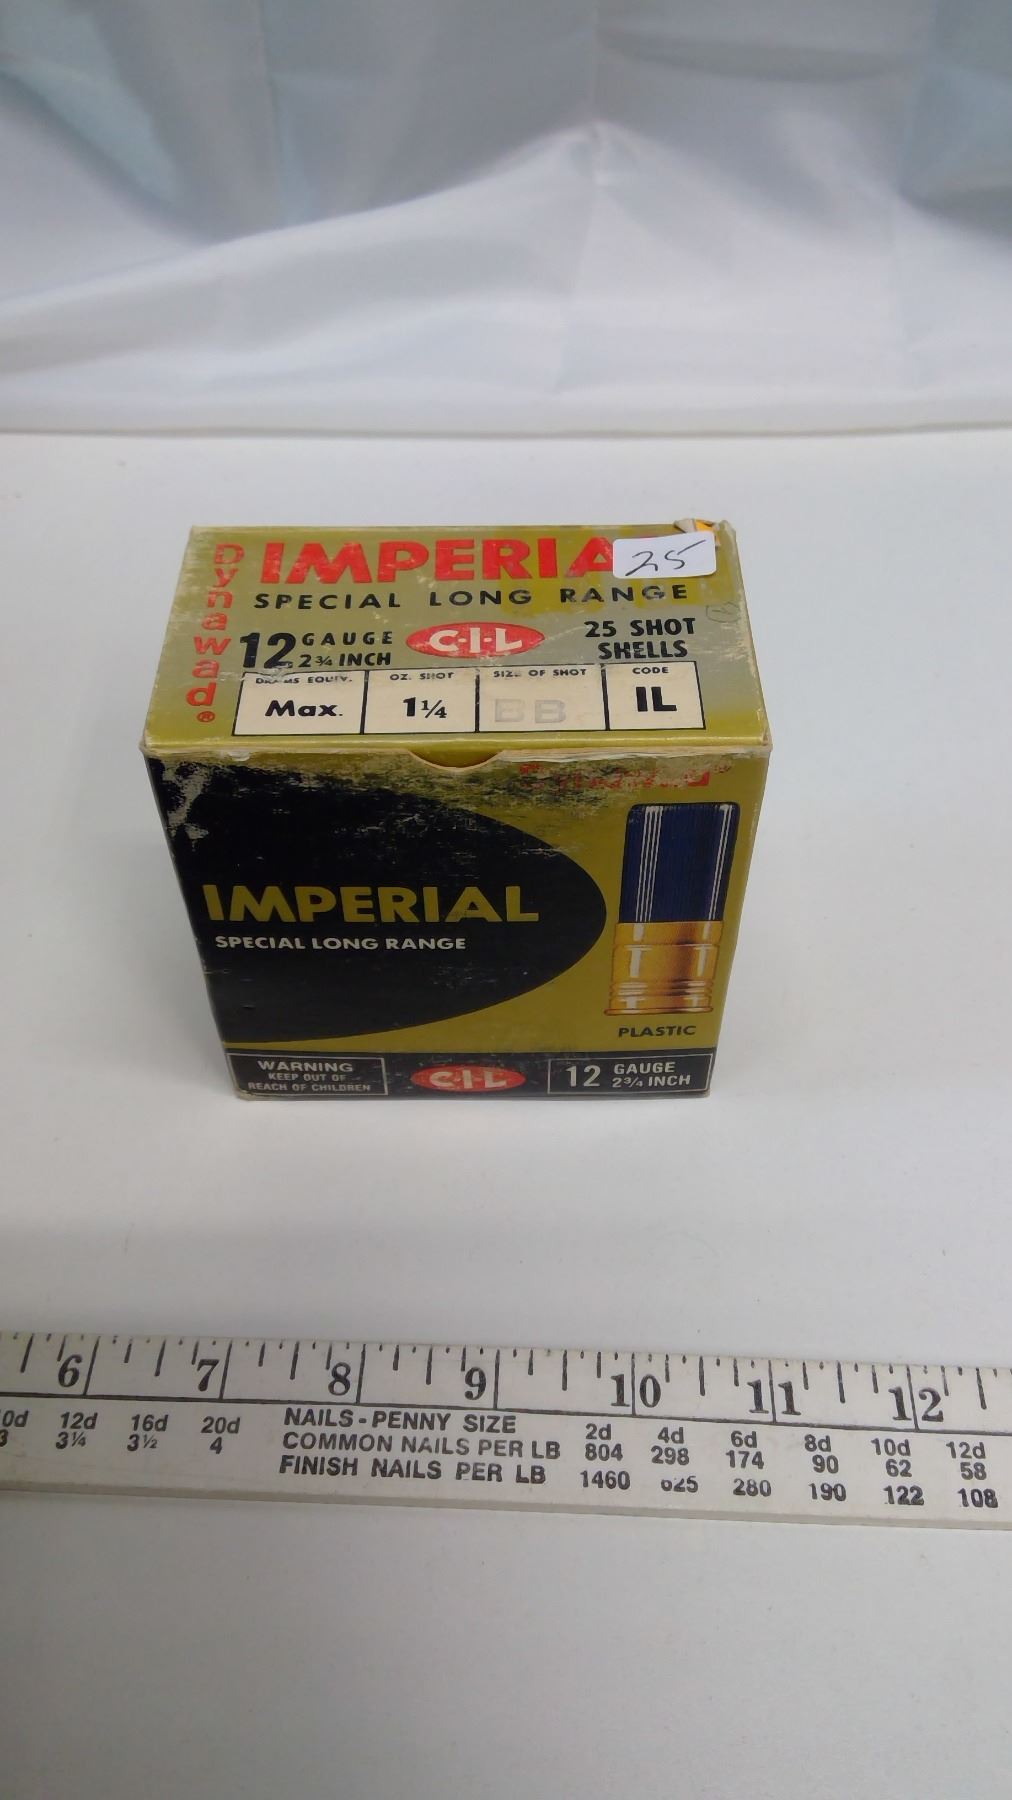 Dynawad®
IMPERIA
25
SPECIAL LONG RANGE
12 GAUGE
2¾ INCH
C·I·L
25 SHOT
SHELLS
OZ. SHOT
SIZE OF SHOT
CODE
Max.
1¼
BB
IL
IMPERIAL
SPECIAL LONG RANGE
PLASTIC
WARNING
KEEP OUT OF
REACH OF CHILDREN
C·I·L
12 GAUGE
2¾ INCH
6 7 8 9 10 11 12
12d 16d 20d NAILS - PENNY SIZE 2d 4d 6d 8d 10d 12d
3 3¼ 3½ 4 COMMON NAILS PER LB 804 298 174 90 62 58
FINISH NAILS PER LB 1460 625 280 190 122 108